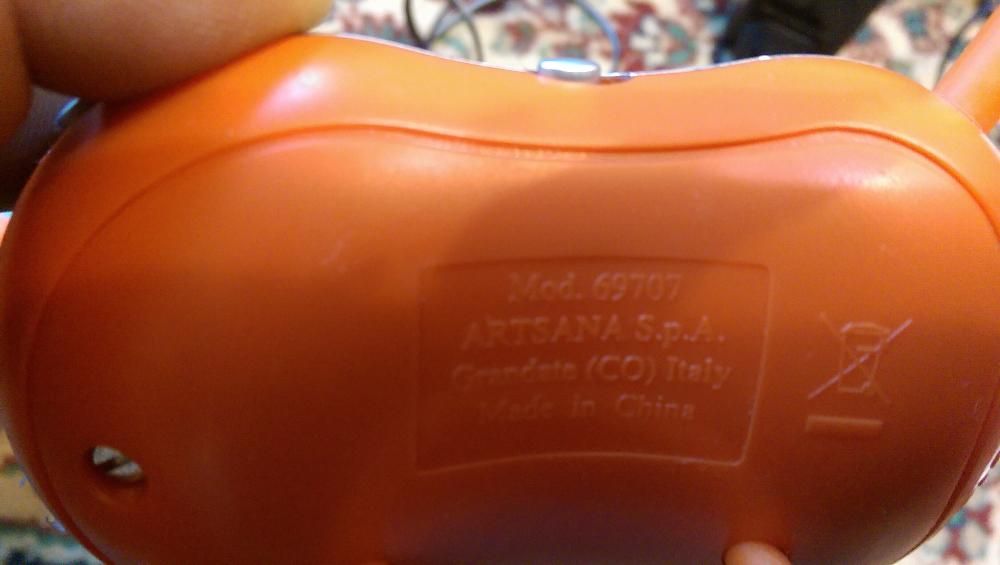 Mod. 69707
ARTSANA S.p.A.
Grandate (CO) Italy
Made in China